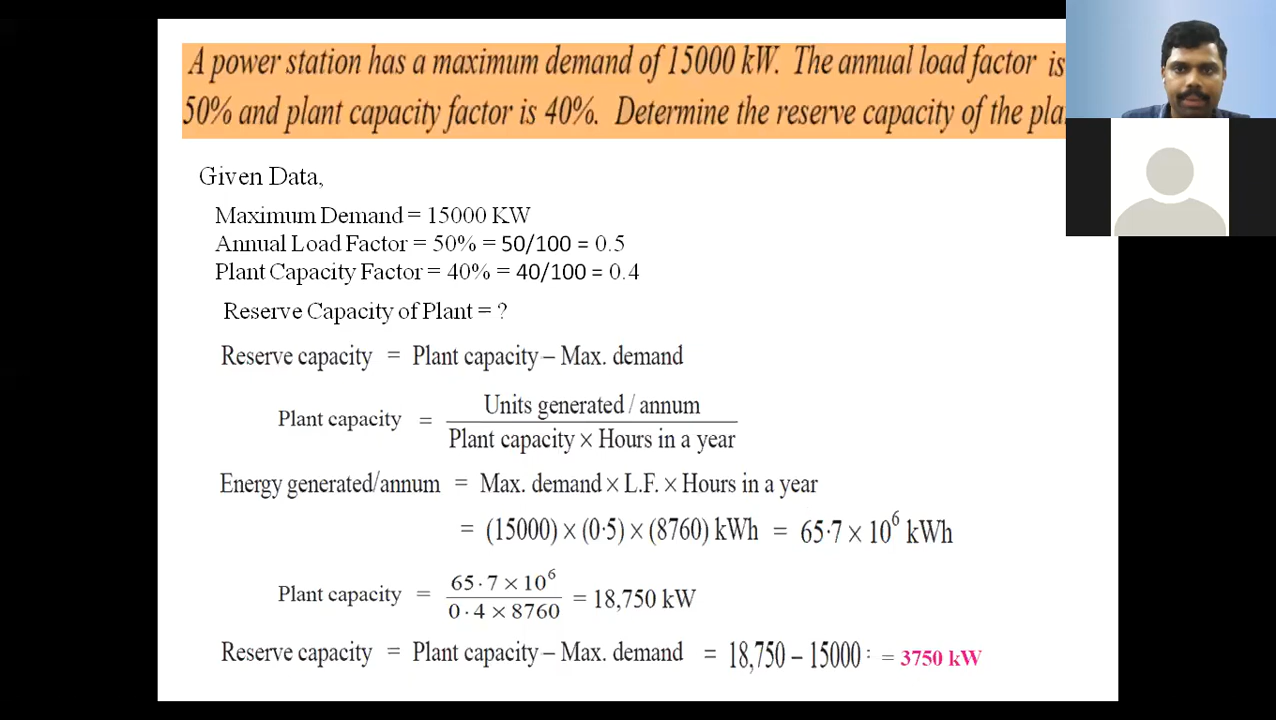 A power station has a maximum demand of 15000 kW. The annual load factor is
50% and plant capacity factor is 40%. Determine the reserve capacity of the pla
Given Data,
Maximum Demand = 15000 KW
Annual Load Factor = 50% = 50/100 = 0.5
Plant Capacity Factor = 40% = 40/100 = 0.4
Reserve Capacity of Plant = ?
Reserve capacity = Plant capacity – Max. demand
Plant capacity = Units generated / annum
Plant capacity × Hours in a year
Energy generated/annum = Max. demand × L.F. × Hours in a year
= (15000) × (0·5) × (8760) kWh = 65·7 × 10⁶ kWh
Plant capacity = 65·7 × 10⁶
0·4 × 8760
= 18,750 kW
Reserve capacity = Plant capacity – Max. demand = 18,750 – 15000 : = 3750 kW